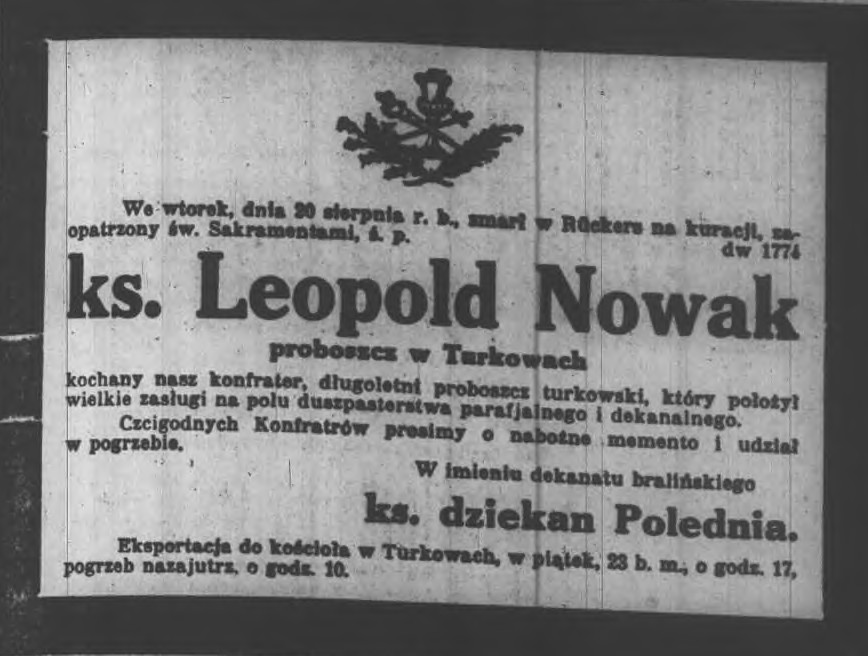 We wtorek, dnia 20 sierpnia r. b., zmarł w Rückers na kuracji, za-
opatrzony św. Sakramentami, ś. p.
dw 1774
ks. Leopold Nowak
proboszcz w Turkowach
kochany nasz konfrater, długoletni proboszcz turkowski, który położył
wielkie zasługi na polu duszpasterstwa parafjalnego i dekanalnego.
Czcigodnych Konfratrów prosimy o nabożne memento i udział
w pogrzebie.
W imieniu dekanatu bralińskiego
ks. dziekan Polednia.
Eksportacja do kościoła w Turkowach, w piątek, 23 b. m., o godz. 17,
pogrzeb nazajutrz, o godz. 10.